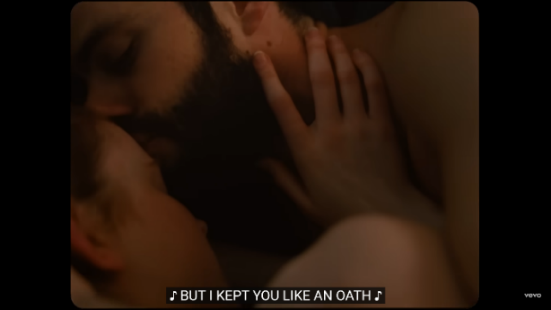 ♪ BUT I KEPT YOU LIKE AN OATH ♪
vevo